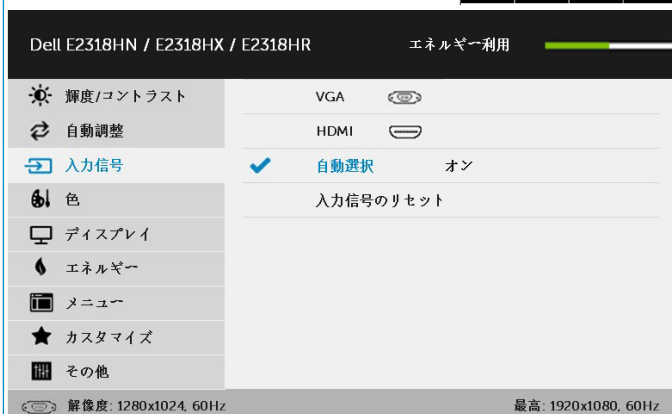 Dell E2318HN / E2318HX / E2318HR エネルギー利用
輝度/コントラスト VGA
自動調整 HDMI
入力信号 自動選択 オン
色 入力信号のリセット
ディスプレイ
エネルギー
メニュー
カスタマイズ
その他
解像度: 1280x1024, 60Hz 最高: 1920x1080, 60Hz